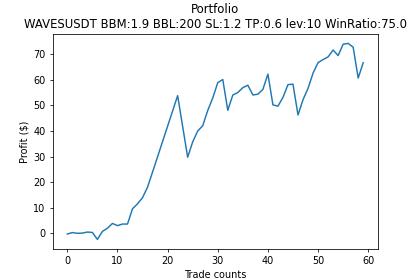 Portfolio
WAVESUSDT BBM:1.9 BBL:200 SL:1.2 TP:0.6 lev:10 WinRatio:75.0
Profit ($)
70
60
50
40
30
20
10
0
0 10 20 30 40 50 60
Trade counts